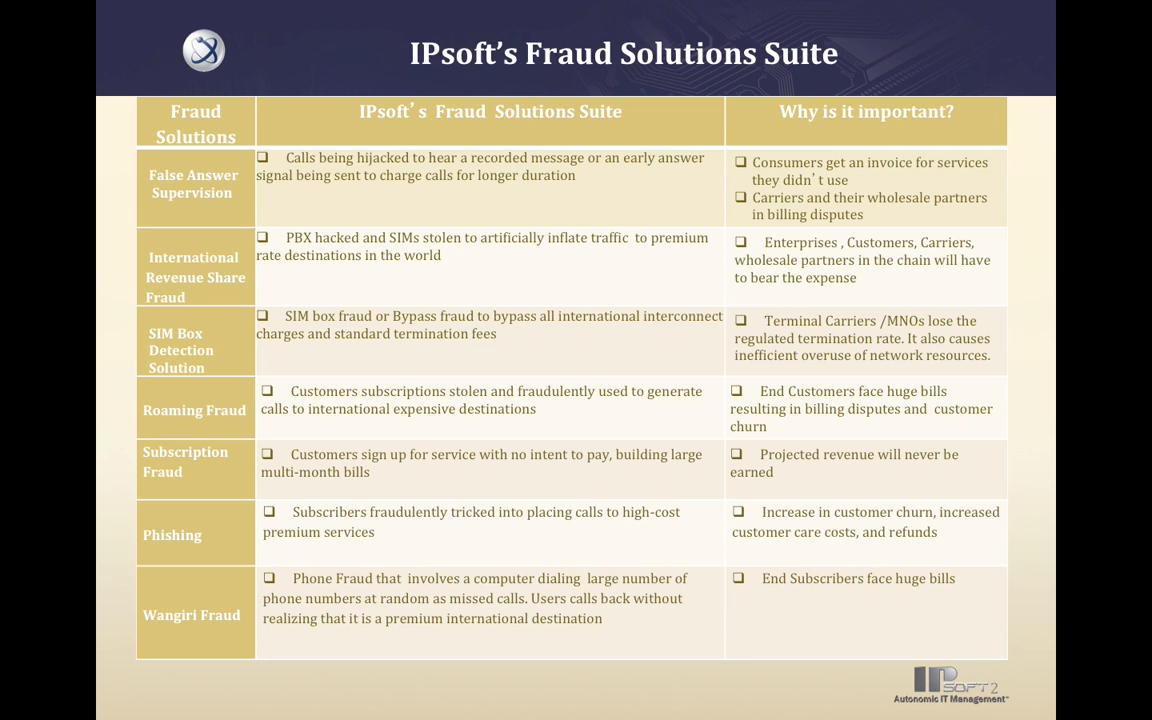 IPsoft’s Fraud Solutions Suite
Fraud
Solutions
IPsoft’s Fraud Solutions Suite
Why is it important?
False Answer
Supervision
❑ Calls being hijacked to hear a recorded message or an early answer
signal being sent to charge calls for longer duration
❑ Consumers get an invoice for services
they didn’t use
❑ Carriers and their wholesale partners
in billing disputes
International
Revenue Share
Fraud
❑ PBX hacked and SIMs stolen to artificially inflate traffic to premium
rate destinations in the world
❑ Enterprises , Customers, Carriers,
wholesale partners in the chain will have
to bear the expense
SIM Box
Detection
Solution
❑ SIM box fraud or Bypass fraud to bypass all international interconnect
charges and standard termination fees
❑ Terminal Carriers /MNOs lose the
regulated termination rate. It also causes
inefficient overuse of network resources.
Roaming Fraud
❑ Customers subscriptions stolen and fraudulently used to generate
calls to international expensive destinations
❑ End Customers face huge bills
resulting in billing disputes and customer
churn
Subscription
Fraud
❑ Customers sign up for service with no intent to pay, building large
multi-month bills
❑ Projected revenue will never be
earned
Phishing
❑ Subscribers fraudulently tricked into placing calls to high-cost
premium services
❑ Increase in customer churn, increased
customer care costs, and refunds
Wangiri Fraud
❑ Phone Fraud that involves a computer dialing large number of
phone numbers at random as missed calls. Users calls back without
realizing that it is a premium international destination
❑ End Subscribers face huge bills
IPsoft 2
Autonomic IT Management™